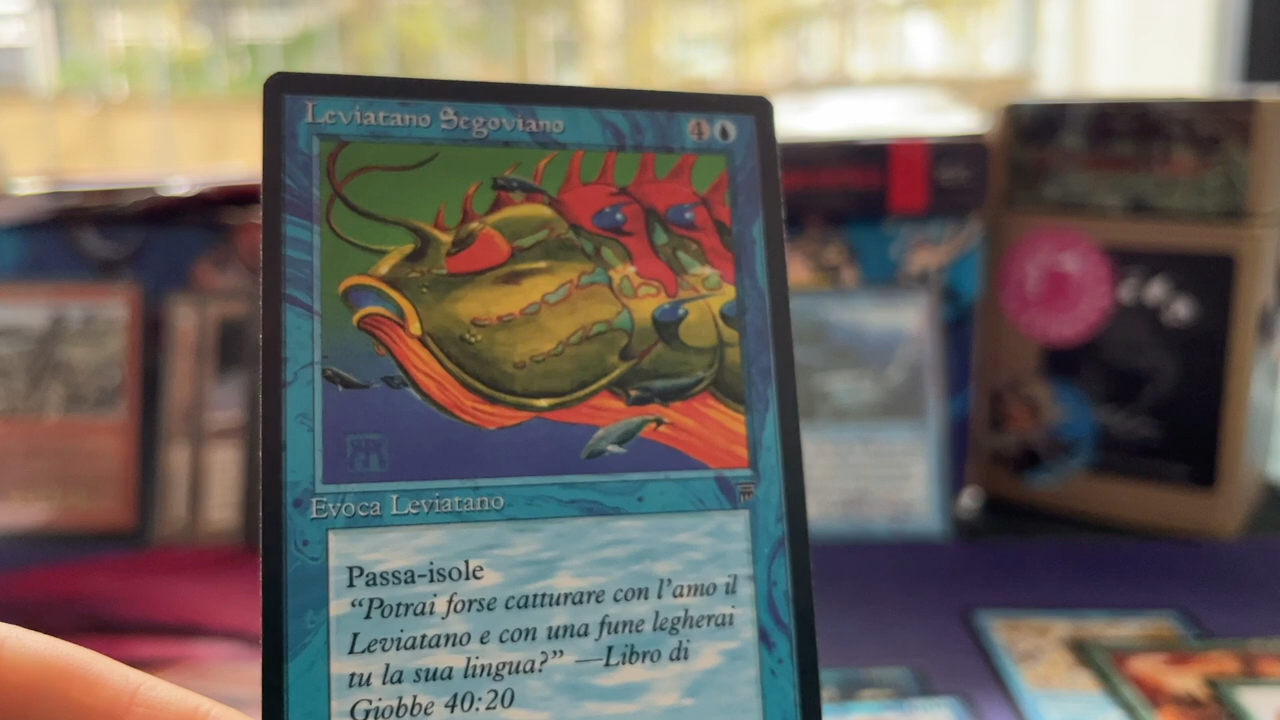 Leviatano Segoviano
4
Evoca Leviatano
Passa-isole
“Potrai forse catturare con l'amo il
Leviatano e con una fune legherai
tu la sua lingua?” —Libro di
Giobbe 40:20